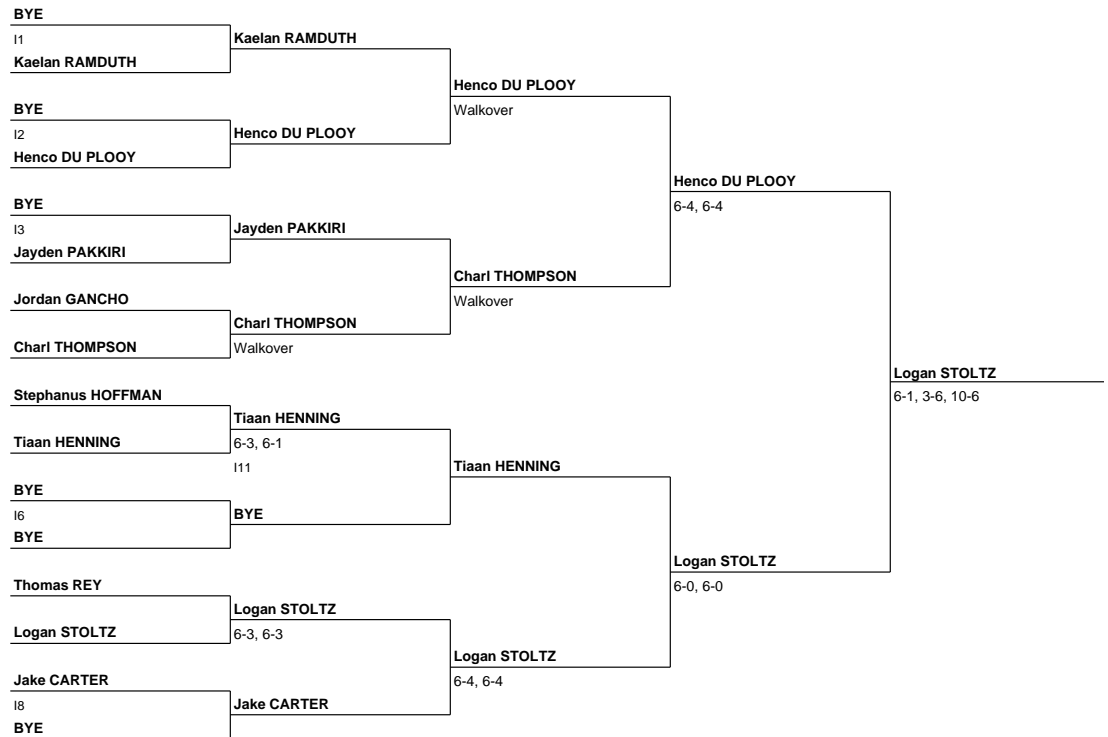 BYE
I1
Kaelan RAMDUTH
BYE
I2
Henco DU PLOOY
BYE
I3
Jayden PAKKIRI
Jordan GANCHO
Charl THOMPSON
Stephanus HOFFMAN
Tiaan HENNING
BYE
I6
BYE
Thomas REY
Logan STOLTZ
Jake CARTER
I8
BYE
Kaelan RAMDUTH
Henco DU PLOOY
Jayden PAKKIRI
Charl THOMPSON
Walkover
Tiaan HENNING
6-3, 6-1
I11
BYE
Logan STOLTZ
6-3, 6-3
Jake CARTER
Henco DU PLOOY
Walkover
Charl THOMPSON
Walkover
Tiaan HENNING
Logan STOLTZ
6-4, 6-4
Henco DU PLOOY
6-4, 6-4
Logan STOLTZ
6-0, 6-0
Logan STOLTZ
6-1, 3-6, 10-6